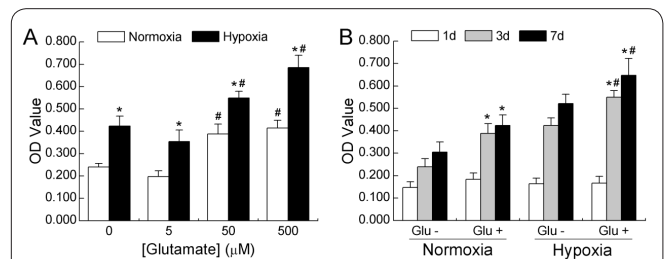 A
Normoxia
Hypoxia
OD Value
0.800
0.700
0.600
0.500
0.400
0.300
0.200
0.100
0.000
*
*
#
*#
#
*#
0
5
50
500
[Glutamate] (μM)
B
1d
3d
7d
OD Value
0.800
0.700
0.600
0.500
0.400
0.300
0.200
0.100
0.000
*
*
*#
*#
Glu -
Glu +
Glu -
Glu +
Normoxia
Hypoxia